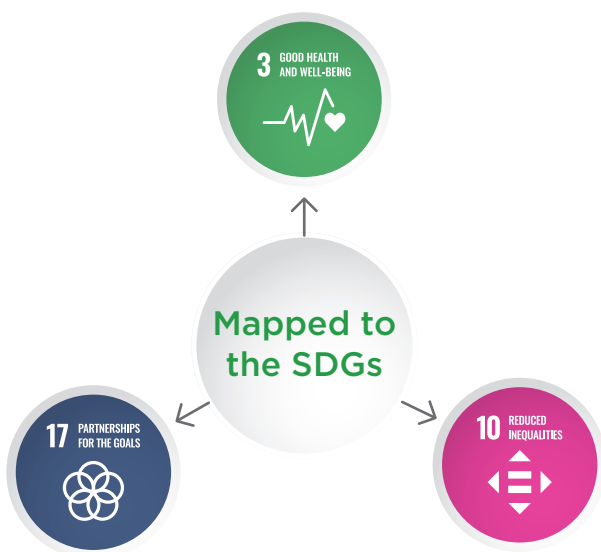 3 GOOD HEALTH
AND WELL-BEING
Mapped to
the SDGs
17 PARTNERSHIPS
FOR THE GOALS
10 REDUCED
INEQUALITIES